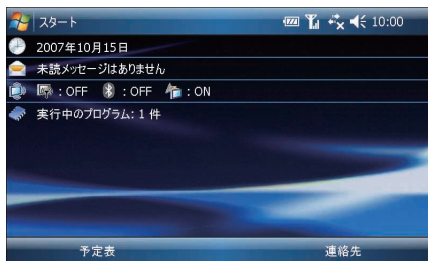 スタート 10:00
2007年10月15日
未読メッセージはありません
: OFF : OFF : ON
実行中のプログラム: 1 件
予定表 連絡先